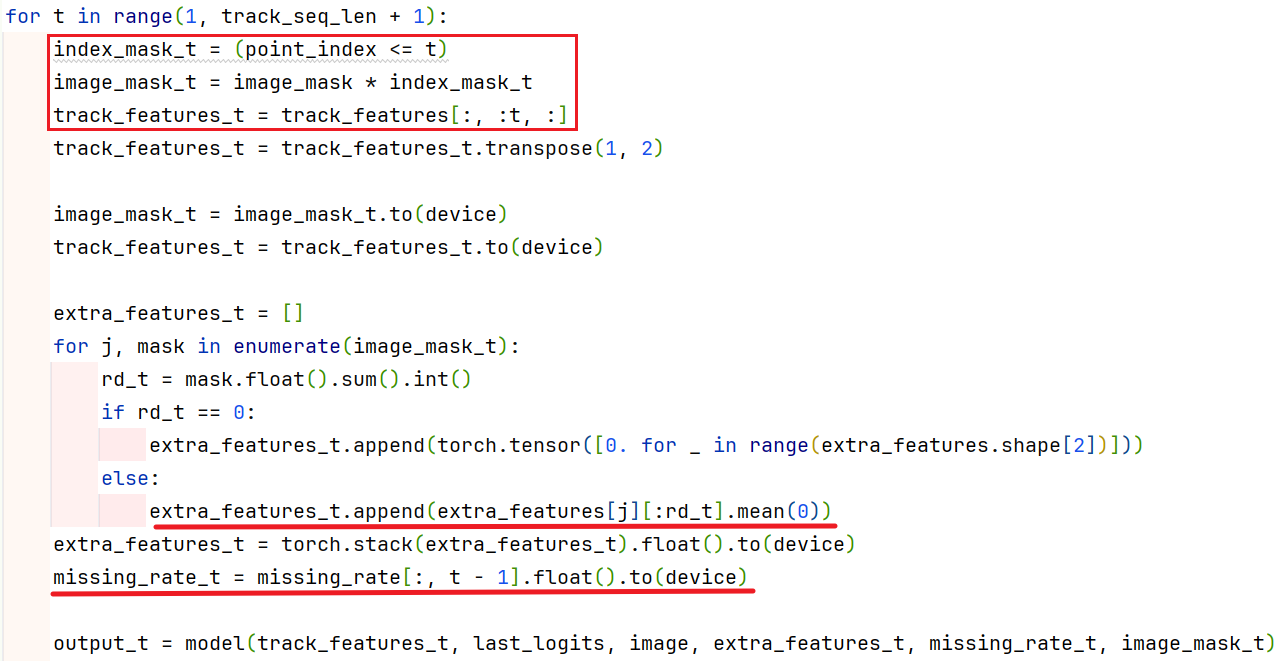 for t in range(1, track_seq_len + 1):
    index_mask_t = (point_index <= t)
    image_mask_t = image_mask * index_mask_t
    track_features_t = track_features[:, :t, :]
    track_features_t = track_features_t.transpose(1, 2)

    image_mask_t = image_mask_t.to(device)
    track_features_t = track_features_t.to(device)

    extra_features_t = []
    for j, mask in enumerate(image_mask_t):
        rd_t = mask.float().sum().int()
        if rd_t == 0:
            extra_features_t.append(torch.tensor([0. for _ in range(extra_features.shape[2])]))
        else:
            extra_features_t.append(extra_features[j][:rd_t].mean(0))
    extra_features_t = torch.stack(extra_features_t).float().to(device)
    missing_rate_t = missing_rate[:, t - 1].float().to(device)

    output_t = model(track_features_t, last_logits, image, extra_features_t, missing_rate_t, image_mask_t)